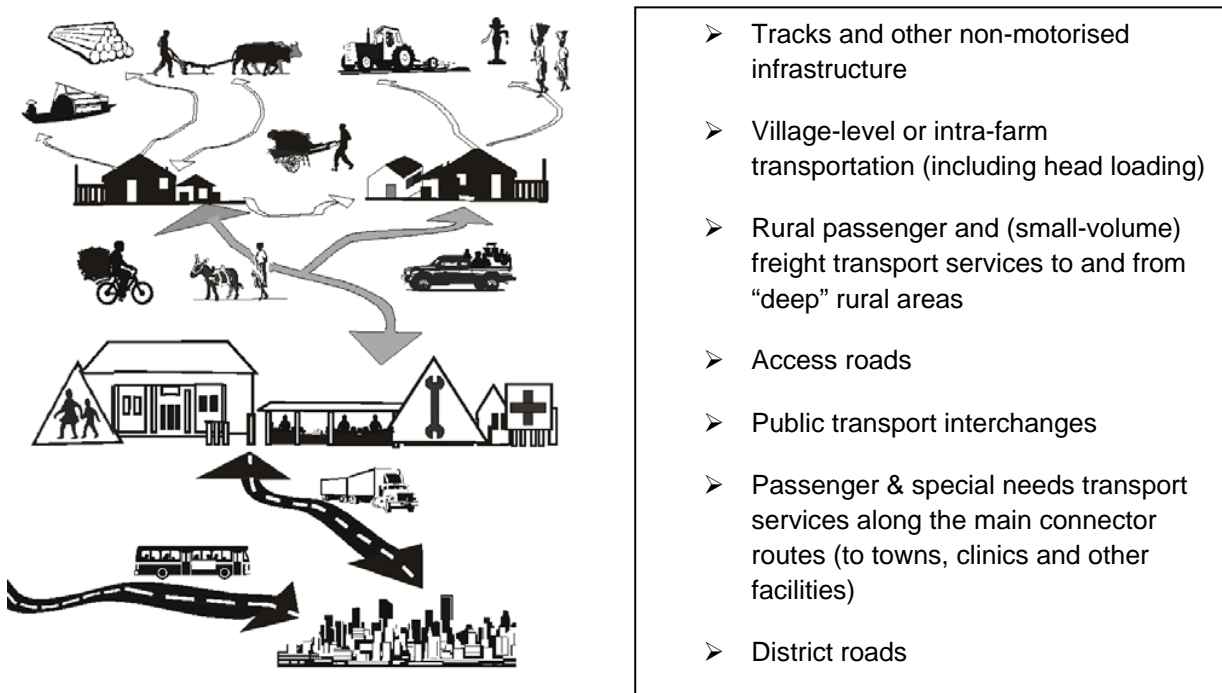 ➢ Tracks and other non-motorised
infrastructure
➢ Village-level or intra-farm
transportation (including head loading)
➢ Rural passenger and (small-volume)
freight transport services to and from
“deep” rural areas
➢ Access roads
➢ Public transport interchanges
➢ Passenger & special needs transport
services along the main connector
routes (to towns, clinics and other
facilities)
➢ District roads